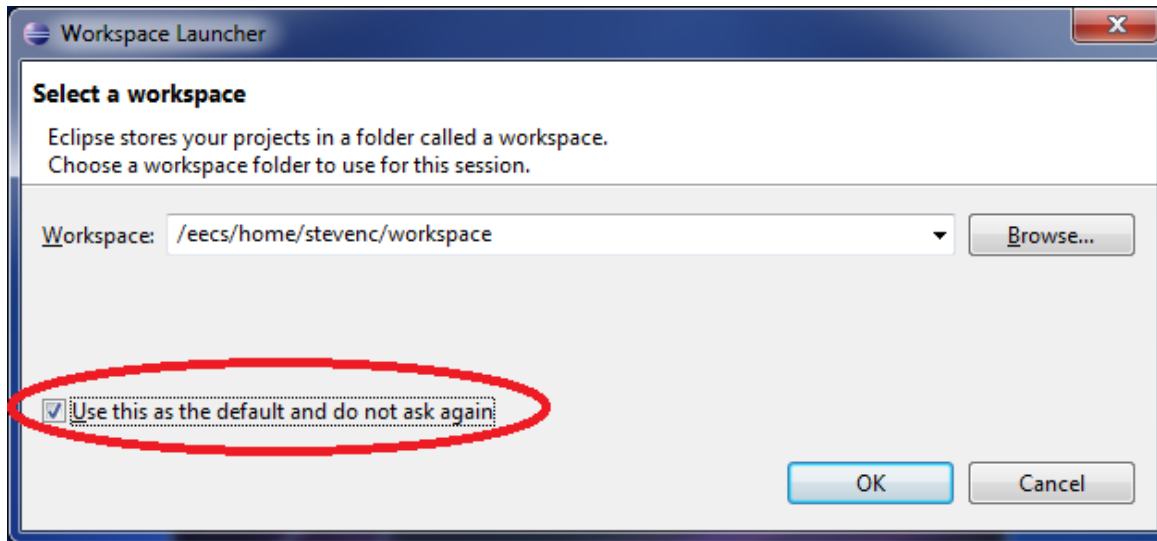 Workspace Launcher
Select a workspace
Eclipse stores your projects in a folder called a workspace.
Choose a workspace folder to use for this session.
Workspace: /eecs/home/stevenc/workspace Browse...
Use this as the default and do not ask again
OK Cancel